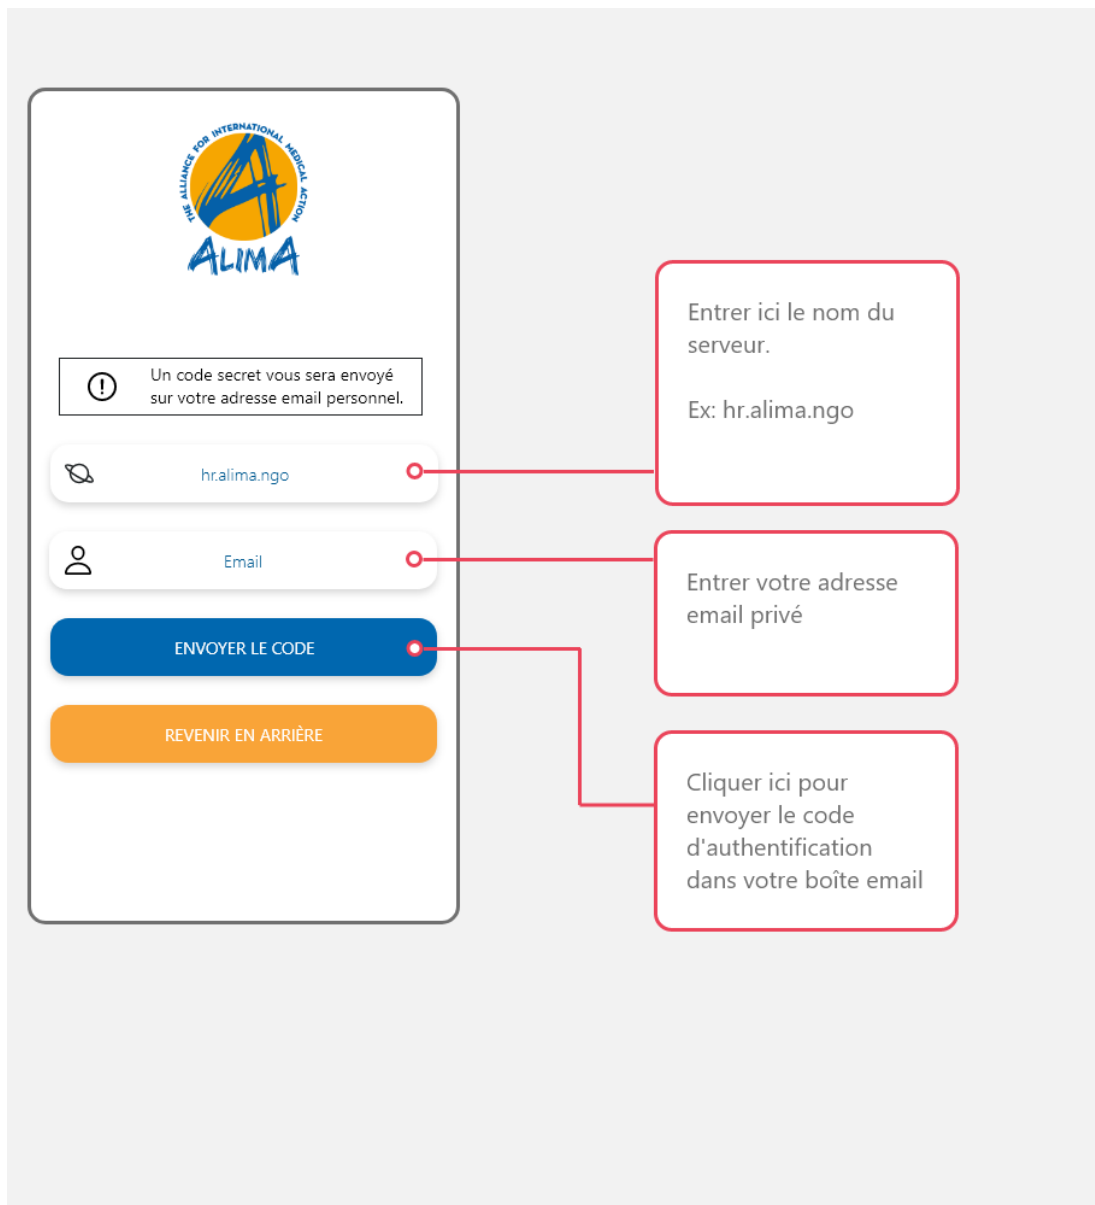 THE ALLIANCE FOR INTERNATIONAL MEDICAL ACTION
ALIMA
Un code secret vous sera envoyé
sur votre adresse email personnel.
hr.alima.ngo
Email
ENVOYER LE CODE
REVENIR EN ARRIÈRE
Entrer ici le nom du
serveur.
Ex: hr.alima.ngo
Entrer votre adresse
email privé
Cliquer ici pour
envoyer le code
d'authentification
dans votre boîte email